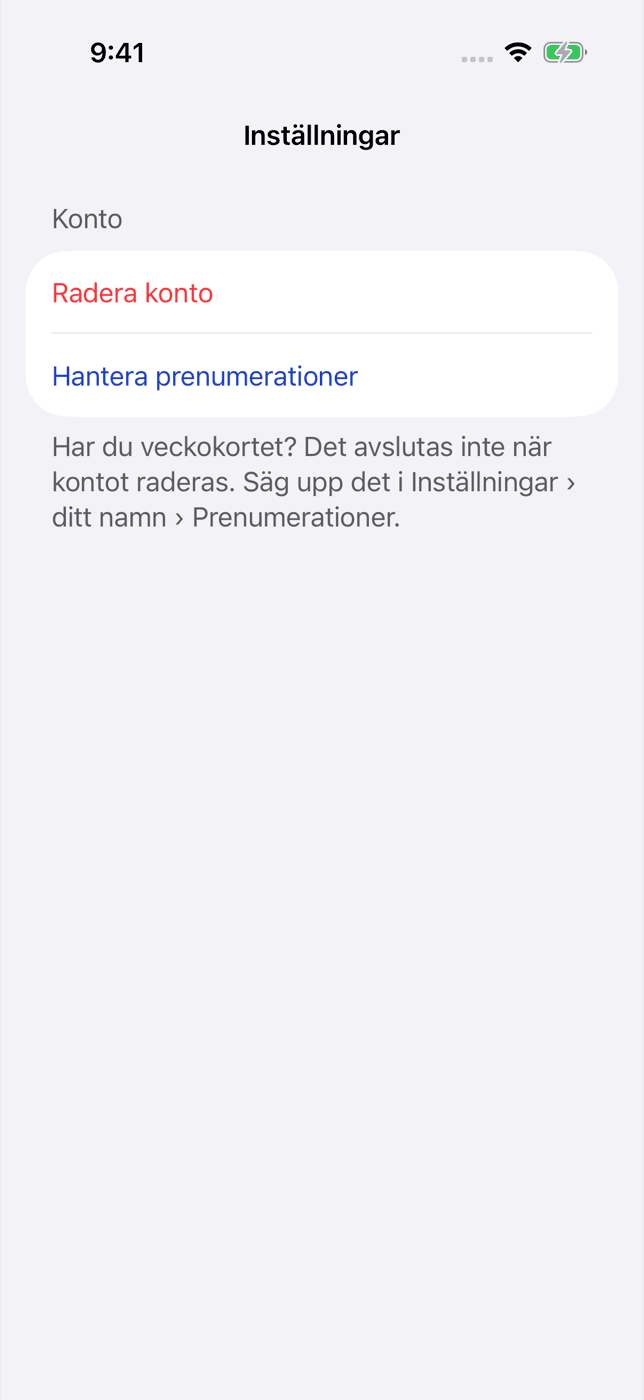 9:41
Inställningar
Konto
Radera konto
Hantera prenumerationer
Har du veckokortet? Det avslutas inte när
kontot raderas. Säg upp det i Inställningar ›
ditt namn › Prenumerationer.